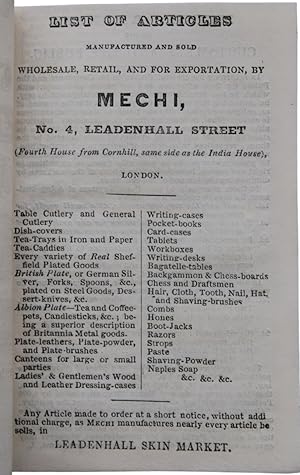 LIST OF ARTICLES
MANUFACTURED AND SOLD
WHOLESALE, RETAIL, AND FOR EXPORTATION, BY
MECHI,
No. 4, LEADENHALL STREET
(Fourth House from Cornhill, same side as the India House),
LONDON.
Table Cutlery and General
Cutlery
Dish-covers
Tea-Trays in Iron and Paper
Tea-Caddies
Every variety of Real Shef-
field Plated Goods
British Plate, or German Sil-
ver, Forks, Spoons, &c.,
plated on Steel Goods, Des-
sert-knives, &c.
Albion Plate—Tea and Coffee-
pots, Candlesticks, &c.; be-
ing a superior description
of Britannia Metal goods.
Plate-leathers, Plate-powder,
and Plate-brushes
Canteens for large or small
parties
Ladies' & Gentlemen's Wood
and Leather Dressing-cases
Writing-cases
Pocket-books
Card-cases
Tablets
Workboxes
Writing-desks
Bagatelle-tables
Backgammon & Chess-boards
Chess and Draftsmen
Hair, Cloth, Tooth, Nail, Hat,
and Shaving-brushes
Combs
Hones
Boot-Jacks
Razors
Strops
Paste
Shaving-Powder
Naples Soap
&c. &c. &c.
Any Article made to order at a short notice, without addi
tional charge, as MECHI manufactures nearly every article he
sells, in
LEADENHALL SKIN MARKET.